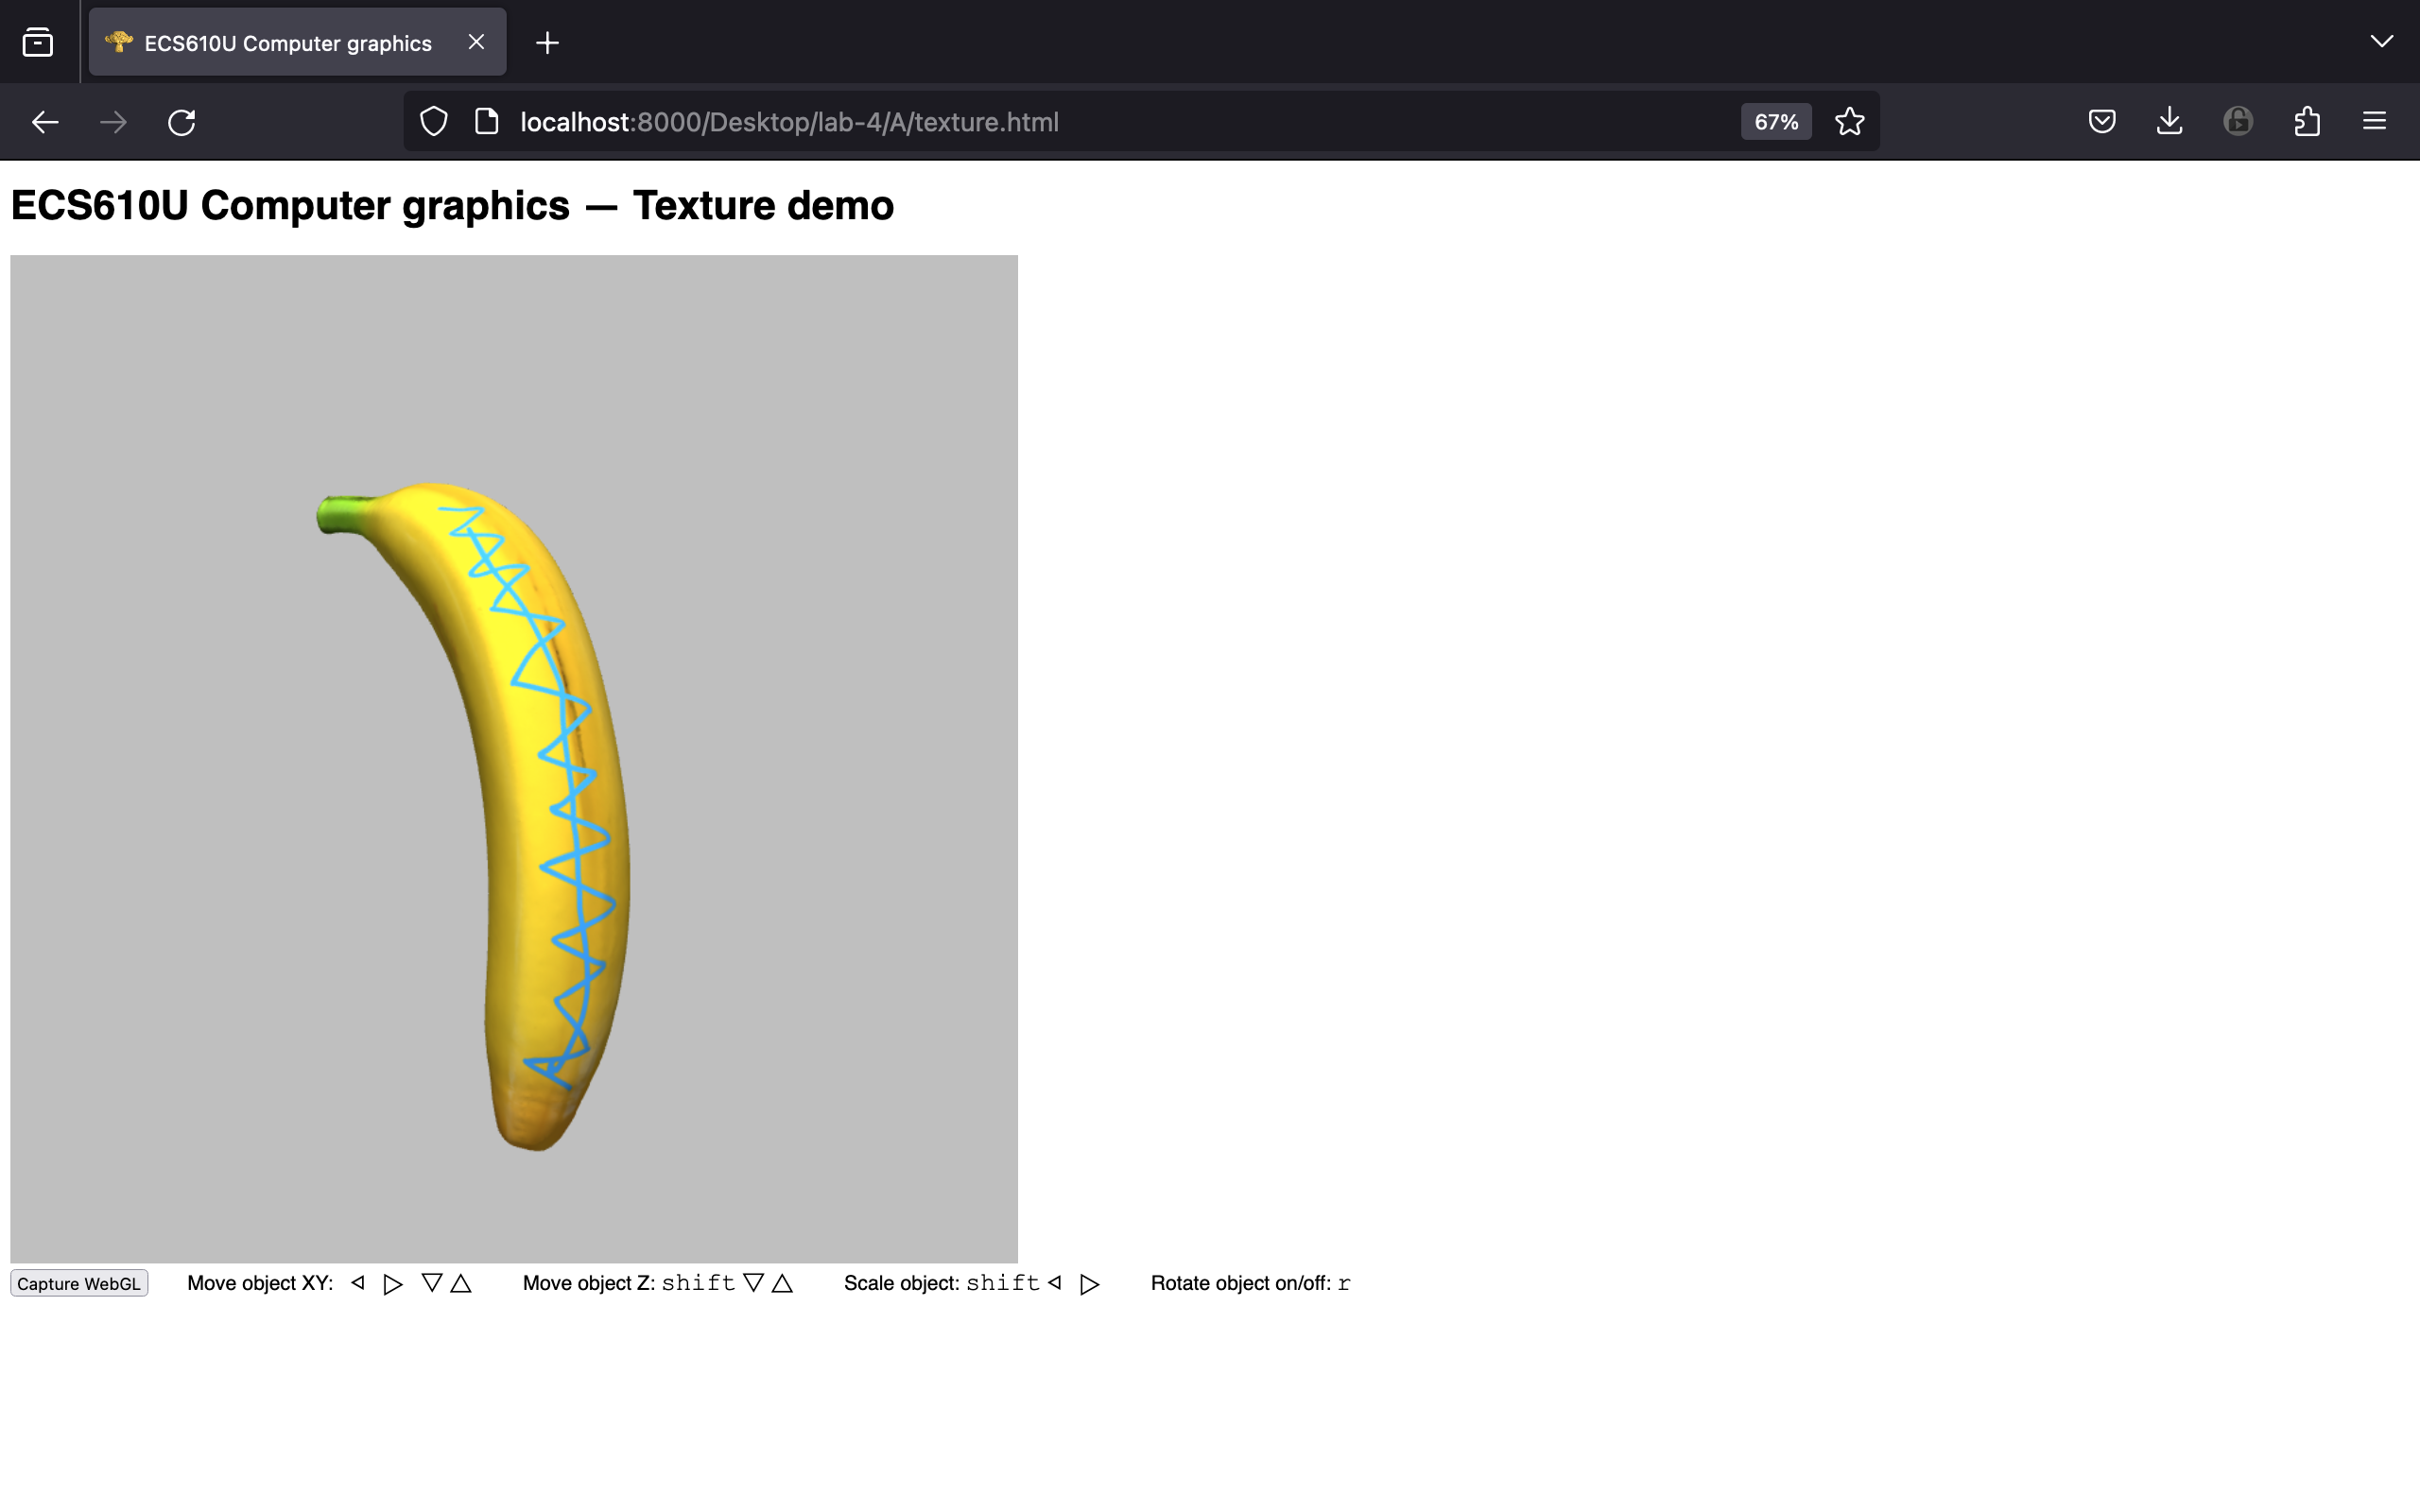 ECS610U Computer graphics
localhost:8000/Desktop/lab-4/A/texture.html 67%
ECS610U Computer graphics — Texture demo
Capture WebGL Move object XY: ◃ ▷ ▽ △ Move object Z: shift ▽ △ Scale object: shift ◃ ▷ Rotate object on/off: r